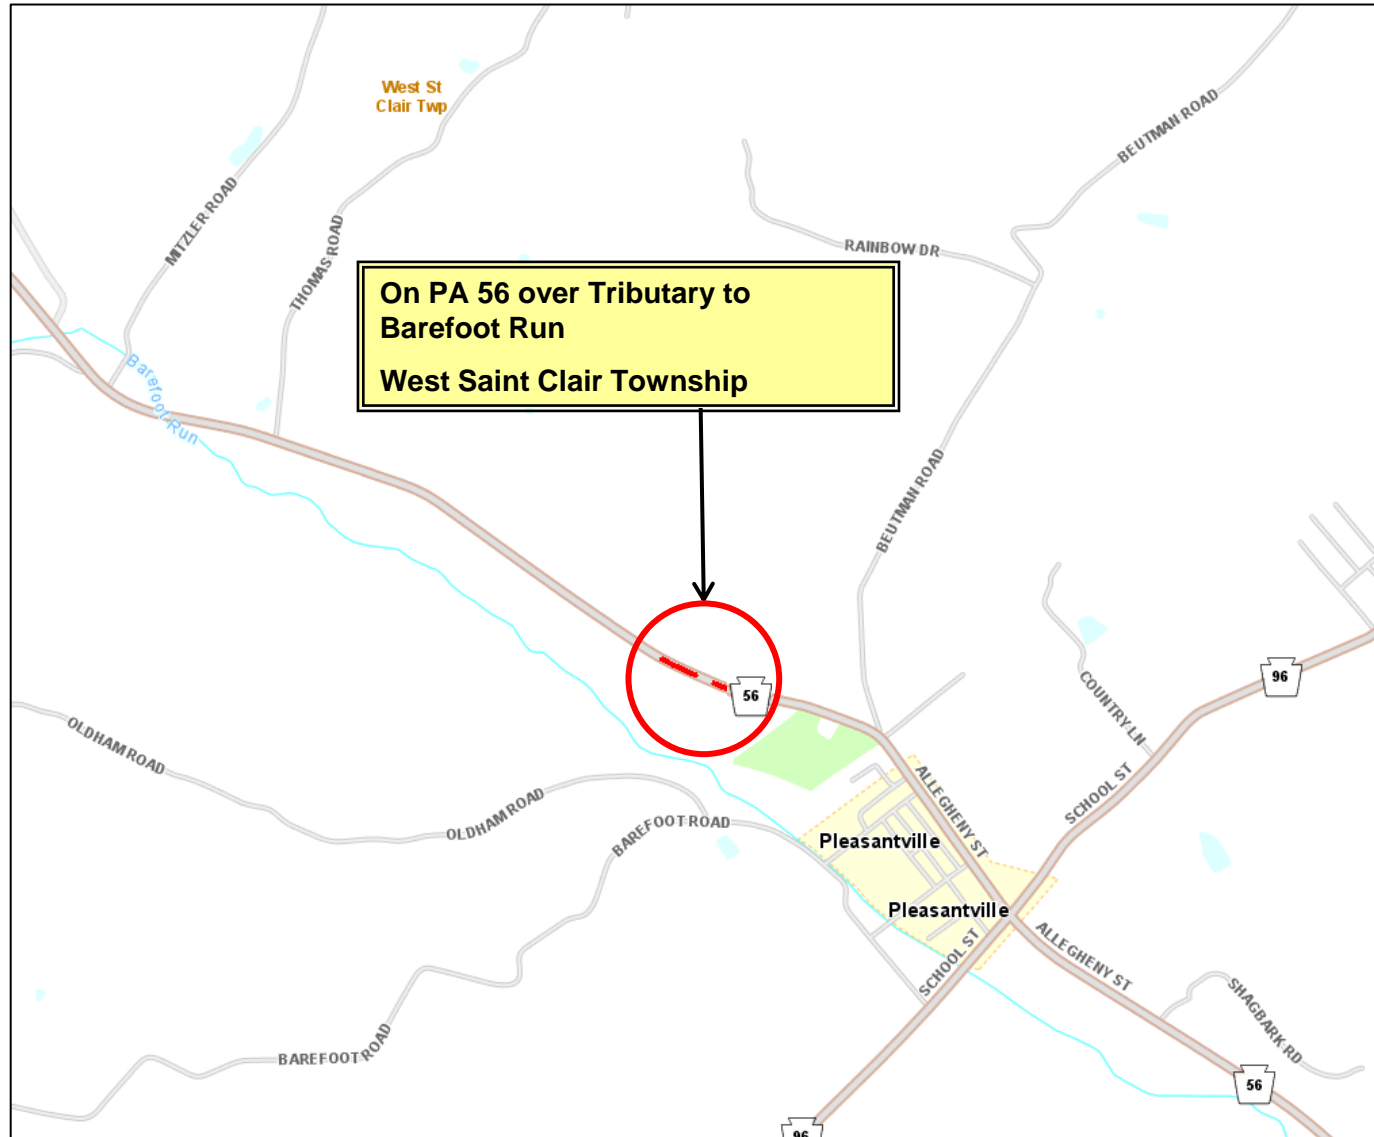 West St
Clair Twp
BEUTMAN ROAD
MITZLER ROAD
THOMAS ROAD
RAINBOW DR
On PA 56 over Tributary to
Barefoot Run
West Saint Clair Township
Barefoot Run
BEUTMAN ROAD
56
96
COUNTRY LN
OLDHAM ROAD
OLDHAM ROAD
BAREFOOT ROAD
ALLEGHENY ST
SCHOOL ST
Pleasantville
Pleasantville
SCHOOL ST
ALLEGHENY ST
SHAGBARK RD
BAREFOOT ROAD
56
96